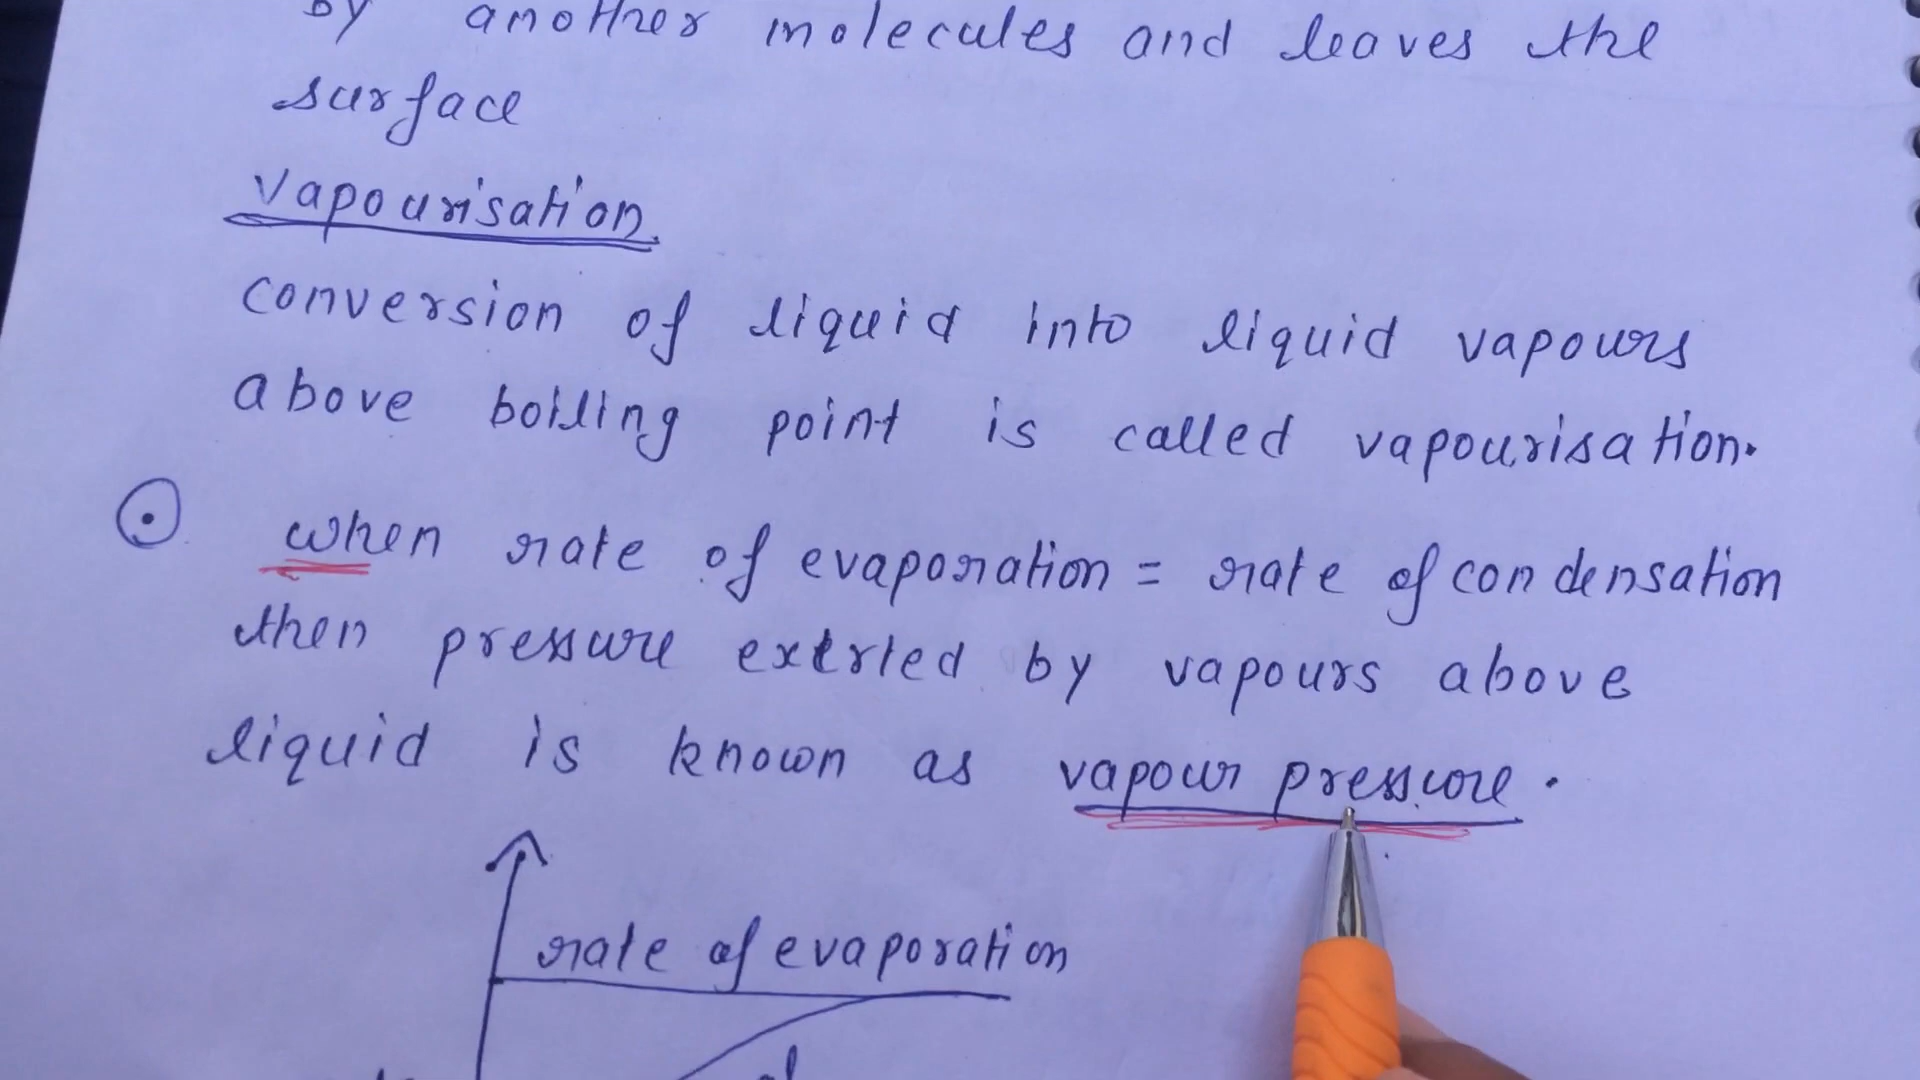 by another molecules and leaves the
surface
Vapourisation
conversion of liquid into liquid vapours
above boiling point is called vapourisation.
when rate of evaporation = rate of condensation
then pressure exerted by vapours above
liquid is known as vapour pressure.
rate of evaporation